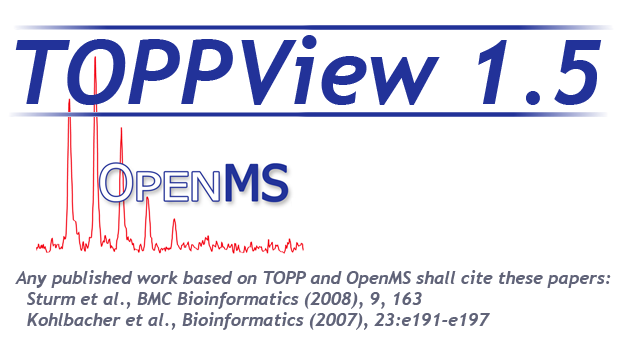 TOPPView 1.5
OPENMS
Any published work based on TOPP and OpenMS shall cite these papers:
Sturm et al., BMC Bioinformatics (2008), 9, 163
Kohlbacher et al., Bioinformatics (2007), 23:e191-e197